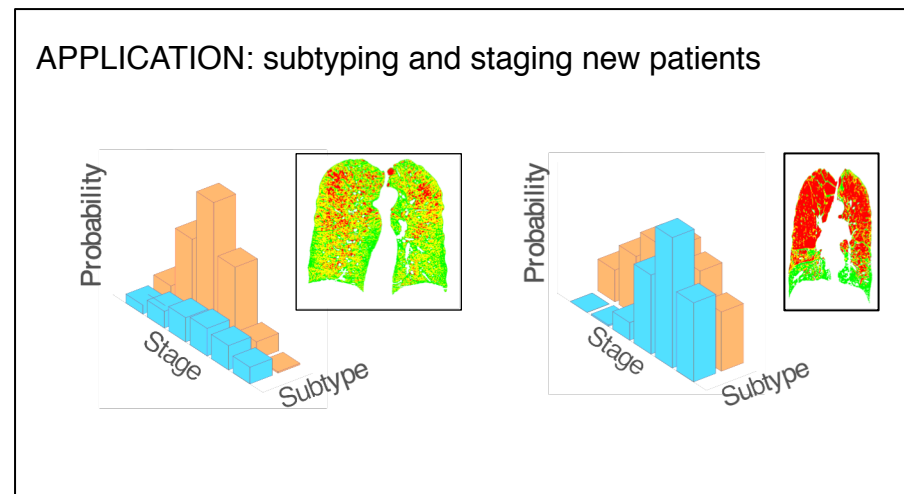 APPLICATION: subtyping and staging new patients
Probability
Stage
Subtype
Probability
Stage
Subtype